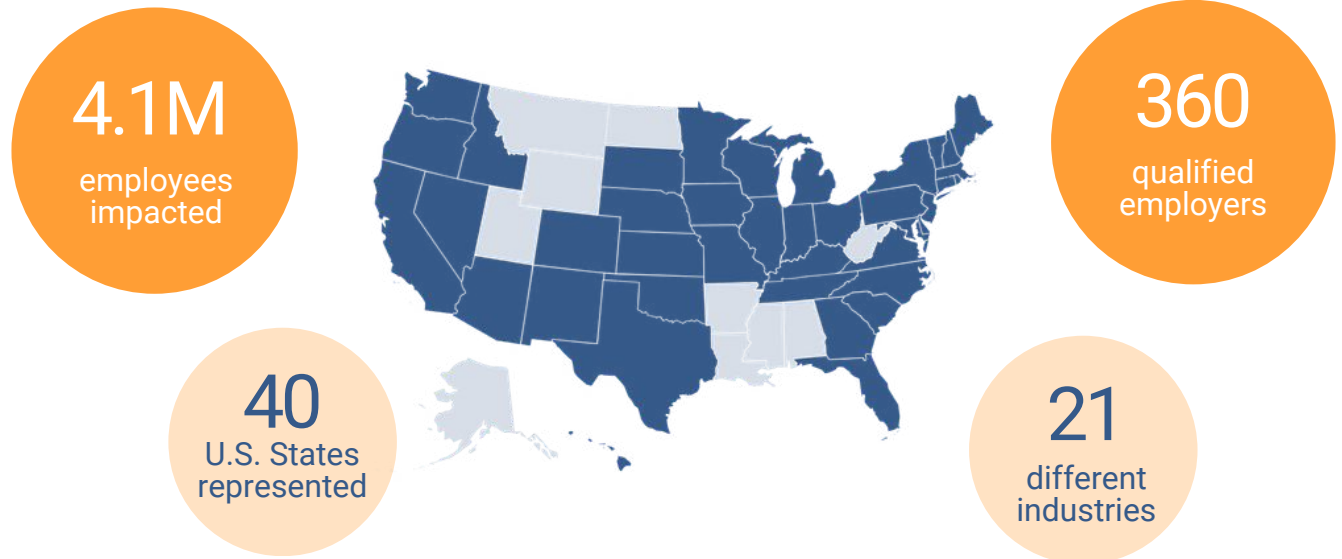 4.1M
employees
impacted
360
qualified
employers
40
U.S. States
represented
21
different
industries